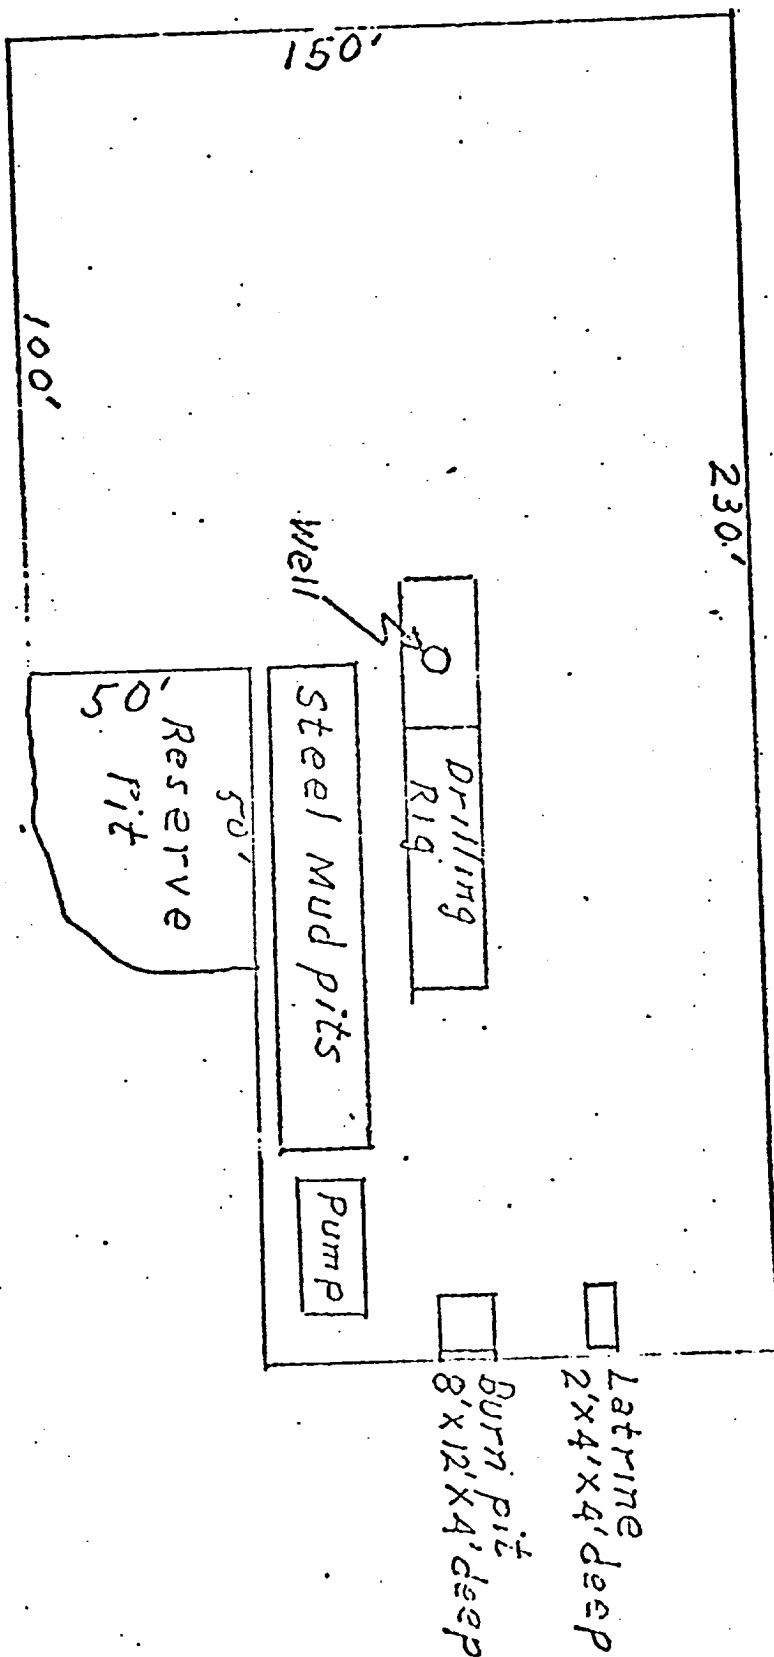 150'
230'
100'
Well
Drilling
Rig
Steel Mud pits
50'
50'
Reserve
Pit
Pump
Latrine
2'x4'x4'deep
Burn pit
8'x12'x4'deep